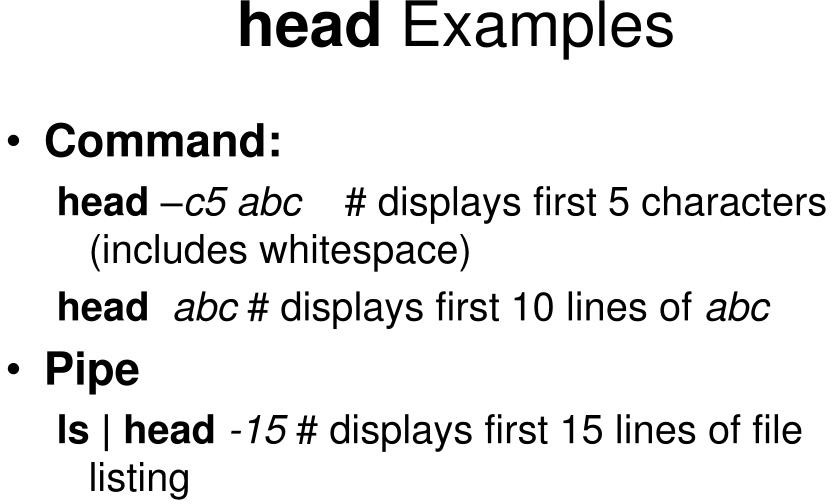 head Examples
• Command:
head –c5 abc # displays first 5 characters
(includes whitespace)
head abc # displays first 10 lines of abc
• Pipe
ls | head -15 # displays first 15 lines of file
listing